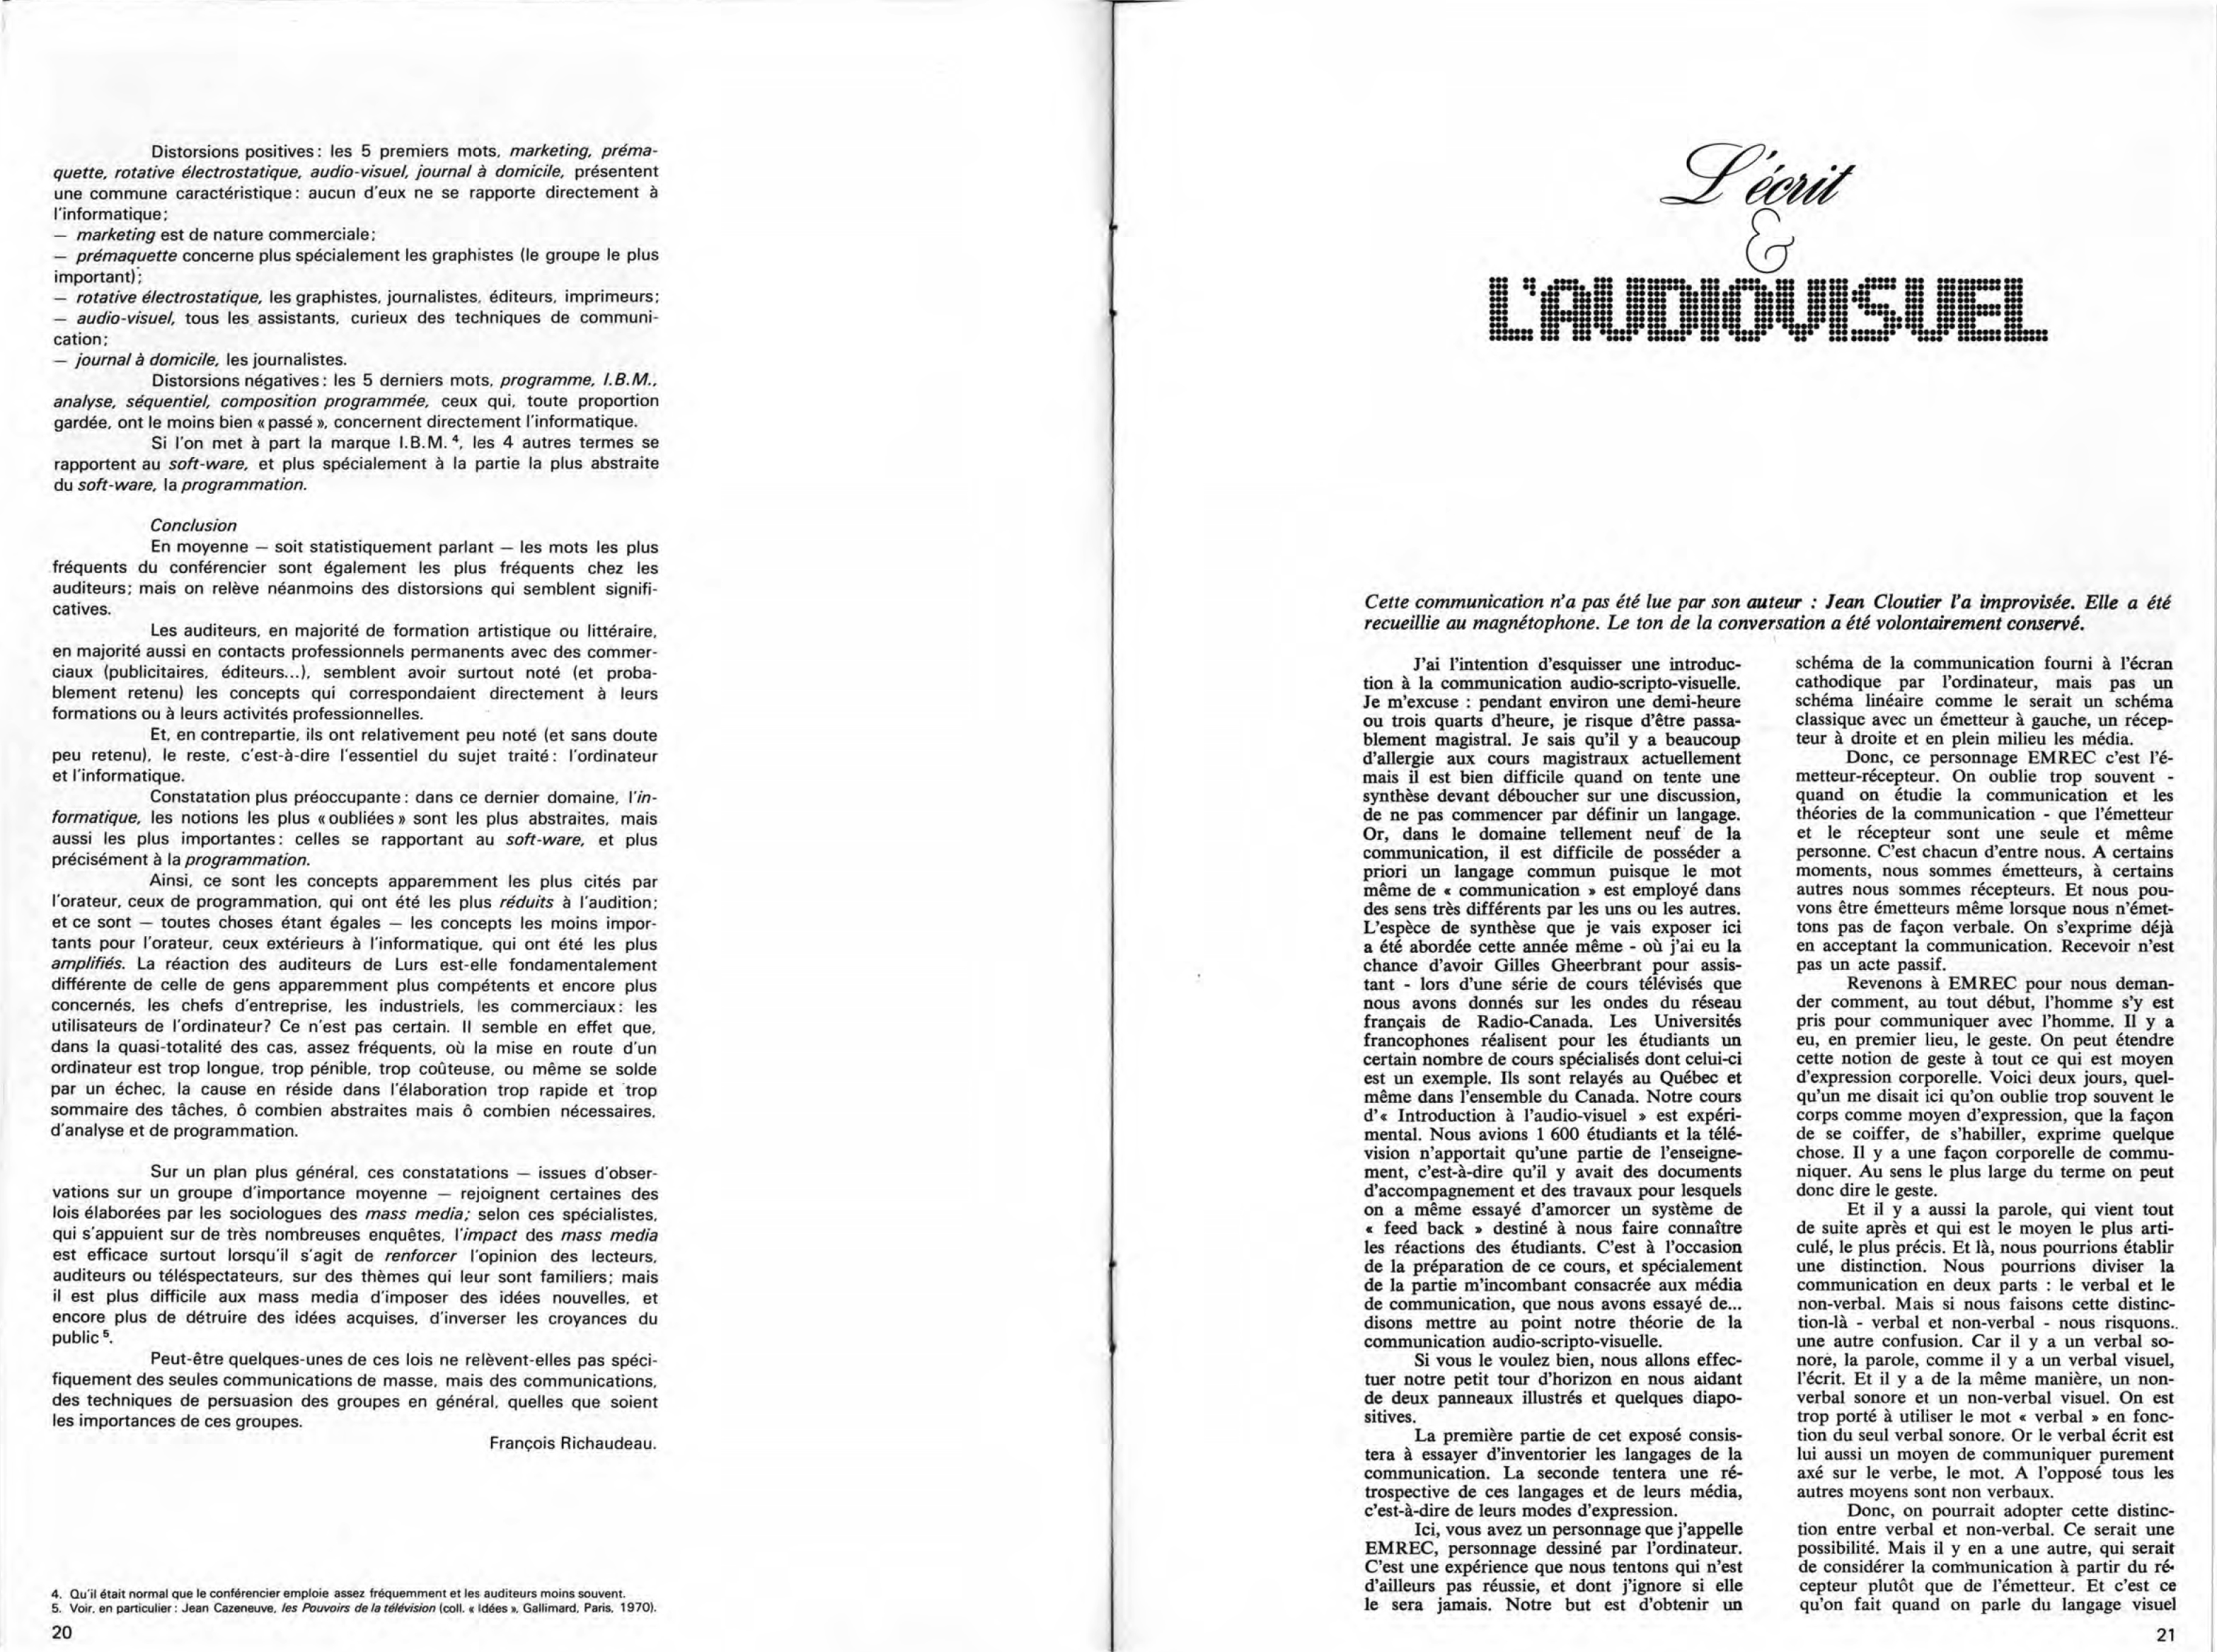 Distorsions positives : les 5 premiers mots, marketing, préma-
quette, rotative électrostatique, audio-visuel, journal à domicile, présentent
une commune caractéristique : aucun d'eux ne se rapporte directement à
l'informatique ;
— marketing est de nature commerciale ;
— prémaquette concerne plus spécialement les graphistes (le groupe le plus
important) ;
— rotative électrostatique, les graphistes, journalistes, éditeurs, imprimeurs ;
— audio-visuel, tous les assistants, curieux des techniques de communi-
cation ;
— journal à domicile, les journalistes.
Distorsions négatives : les 5 derniers mots, programme, I.B.M.,
analyse, séquentiel, composition programmée, ceux qui, toute proportion
gardée, ont le moins bien « passé », concernent directement l'informatique.
Si l'on met à part la marque I.B.M. 4, les 4 autres termes se
rapportent au soft-ware, et plus spécialement à la partie la plus abstraite
du soft-ware, la programmation.
Conclusion
En moyenne — soit statistiquement parlant — les mots les plus
fréquents du conférencier sont également les plus fréquents chez les
auditeurs ; mais on relève néanmoins des distorsions qui semblent signifi-
catives.
Les auditeurs, en majorité de formation artistique ou littéraire,
en majorité aussi en contacts professionnels permanents avec des commer-
ciaux (publicitaires, éditeurs...), semblent avoir surtout noté (et proba-
blement retenu) les concepts qui correspondaient directement à leurs
formations ou à leurs activités professionnelles.
Et, en contrepartie, ils ont relativement peu noté (et sans doute
peu retenu), le reste, c'est-à-dire l'essentiel du sujet traité : l'ordinateur
et l'informatique.
Constatation plus préoccupante : dans ce dernier domaine, l'in-
formatique, les notions les plus « oubliées » sont les plus abstraites, mais
aussi les plus importantes : celles se rapportant au soft-ware, et plus
précisément à la programmation.
Ainsi, ce sont les concepts apparemment les plus cités par
l'orateur, ceux de programmation, qui ont été les plus réduits à l'audition ;
et ce sont — toutes choses étant égales — les concepts les moins impor-
tants pour l'orateur, ceux extérieurs à l'informatique, qui ont été les plus
amplifiés. La réaction des auditeurs de Lurs est-elle fondamentalement
différente de celle de gens apparemment plus compétents et encore plus
concernés, les chefs d'entreprise, les industriels, les commerciaux : les
utilisateurs de l'ordinateur? Ce n'est pas certain. Il semble en effet que,
dans la quasi-totalité des cas, assez fréquents, où la mise en route d'un
ordinateur est trop longue, trop pénible, trop coûteuse, ou même se solde
par un échec, la cause en réside dans l'élaboration trop rapide et trop
sommaire des tâches, ô combien abstraites mais ô combien nécessaires,
d'analyse et de programmation.
Sur un plan plus général, ces constatations — issues d'obser-
vations sur un groupe d'importance moyenne — rejoignent certaines des
lois élaborées par les sociologues des mass media ; selon ces spécialistes,
qui s'appuient sur de très nombreuses enquêtes, l'impact des mass media
est efficace surtout lorsqu'il s'agit de renforcer l'opinion des lecteurs,
auditeurs ou téléspectateurs, sur des thèmes qui leur sont familiers ; mais
il est plus difficile aux mass media d'imposer des idées nouvelles, et
encore plus de détruire des idées acquises, d'inverser les croyances du
public 5.
Peut-être quelques-unes de ces lois ne relèvent-elles pas spéci-
fiquement des seules communications de masse, mais des communications,
des techniques de persuasion des groupes en général, quelles que soient
les importances de ces groupes.
François Richaudeau.
4. Qu'il était normal que le conférencier emploie assez fréquemment et les auditeurs moins souvent.
5. Voir, en particulier : Jean Cazeneuve, les Pouvoirs de la télévision (coll. « Idées », Gallimard, Paris, 1970).
20
L'écrit
&
L'AUDIOVISUEL
Cette communication n'a pas été lue par son auteur : Jean Cloutier l'a improvisée. Elle a été
recueillie au magnétophone. Le ton de la conversation a été volontairement conservé.
J'ai l'intention d'esquisser une introduc-
tion à la communication audio-scripto-visuelle.
Je m'excuse : pendant environ une demi-heure
ou trois quarts d'heure, je risque d'être passa-
blement magistral. Je sais qu'il y a beaucoup
d'allergie aux cours magistraux actuellement
mais il est bien difficile quand on tente une
synthèse devant déboucher sur une discussion,
de ne pas commencer par définir un langage.
Or, dans le domaine tellement neuf de la
communication, il est difficile de posséder a
priori un langage commun puisque le mot
même de « communication » est employé dans
des sens très différents par les uns ou les autres.
L'espèce de synthèse que je vais exposer ici
a été abordée cette année même - où j'ai eu la
chance d'avoir Gilles Gheerbrant pour assis-
tant - lors d'une série de cours télévisés que
nous avons donnés sur les ondes du réseau
français de Radio-Canada. Les Universités
francophones réalisent pour les étudiants un
certain nombre de cours spécialisés dont celui-ci
est un exemple. Ils sont relayés au Québec et
même dans l'ensemble du Canada. Notre cours
d'« Introduction à l'audio-visuel » est expéri-
mental. Nous avions 1 600 étudiants et la télé-
vision n'apportait qu'une partie de l'enseigne-
ment, c'est-à-dire qu'il y avait des documents
d'accompagnement et des travaux pour lesquels
on a même essayé d'amorcer un système de
« feed back » destiné à nous faire connaître
les réactions des étudiants. C'est à l'occasion
de la préparation de ce cours, et spécialement
de la partie m'incombant consacrée aux média
de communication, que nous avons essayé de...
disons mettre au point notre théorie de la
communication audio-scripto-visuelle.
Si vous le voulez bien, nous allons effec-
tuer notre petit tour d'horizon en nous aidant
de deux panneaux illustrés et quelques diapo-
sitives.
La première partie de cet exposé consis-
tera à essayer d'inventorier les langages de la
communication. La seconde tentera une ré-
trospective de ces langages et de leurs média,
c'est-à-dire de leurs modes d'expression.
Ici, vous avez un personnage que j'appelle
EMREC, personnage dessiné par l'ordinateur.
C'est une expérience que nous tentons qui n'est
d'ailleurs pas réussie, et dont j'ignore si elle
le sera jamais. Notre but est d'obtenir un
schéma de la communication fourni à l'écran
cathodique par l'ordinateur, mais pas un
schéma linéaire comme le serait un schéma
classique avec un émetteur à gauche, un récep-
teur à droite et en plein milieu les média.
Donc, ce personnage EMREC c'est l'é-
metteur-récepteur. On oublie trop souvent -
quand on étudie la communication et les
théories de la communication - que l'émetteur
et le récepteur sont une seule et même
personne. C'est chacun d'entre nous. A certains
moments, nous sommes émetteurs, à certains
autres nous sommes récepteurs. Et nous pou-
vons être émetteurs même lorsque nous n'émet-
tons pas de façon verbale. On s'exprime déjà
en acceptant la communication. Recevoir n'est
pas un acte passif.
Revenons à EMREC pour nous deman-
der comment, au tout début, l'homme s'y est
pris pour communiquer avec l'homme. Il y a
eu, en premier lieu, le geste. On peut étendre
cette notion de geste à tout ce qui est moyen
d'expression corporelle. Voici deux jours, quel-
qu'un me disait ici qu'on oublie trop souvent le
corps comme moyen d'expression, que la façon
de se coiffer, de s'habiller, exprime quelque
chose. Il y a une façon corporelle de commu-
niquer. Au sens le plus large du terme on peut
donc dire le geste.
Et il y a aussi la parole, qui vient tout
de suite après et qui est le moyen le plus arti-
culé, le plus précis. Et là, nous pourrions établir
une distinction. Nous pourrions diviser la
communication en deux parts : le verbal et le
non-verbal. Mais si nous faisons cette distinc-
tion-là - verbal et non-verbal - nous risquons..
une autre confusion. Car il y a un verbal so-
nore, la parole, comme il y a un verbal visuel,
l'écrit. Et il y a de la même manière, un non-
verbal sonore et un non-verbal visuel. On est
trop porté à utiliser le mot « verbal » en fonc-
tion du seul verbal sonore. Or le verbal écrit est
lui aussi un moyen de communiquer purement
axé sur le verbe, le mot. A l'opposé tous les
autres moyens sont non verbaux.
Donc, on pourrait adopter cette distinc-
tion entre verbal et non-verbal. Ce serait une
possibilité. Mais il y en a une autre, qui serait
de considérer la communication à partir du ré-
cepteur plutôt que de l'émetteur. Et c'est ce
qu'on fait quand on parle du langage visuel
21